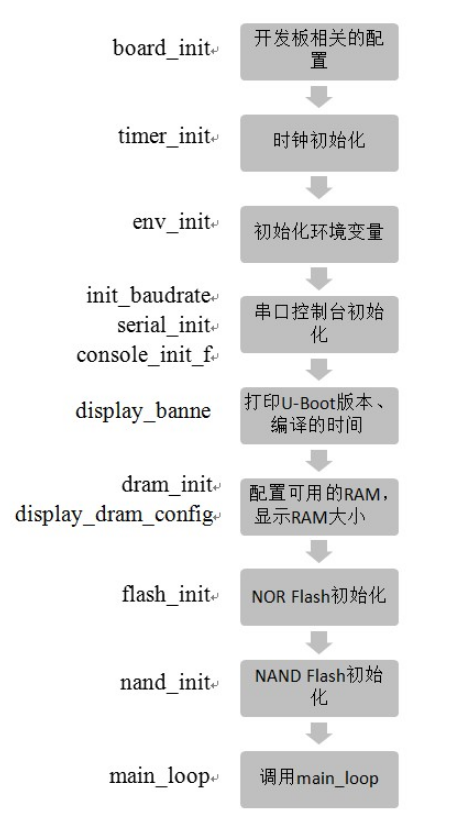 board_init
开发板相关的配
置
timer_init
时钟初始化
env_init
初始化环境变量
init_baudrate
serial_init
console_init_f
串口控制台初始
化
display_banne
打印U-Boot版本、
编译的时间
dram_init
display_dram_config
配置可用的RAM，
显示RAM大小
flash_init
NOR Flash初始化
nand_init
NAND Flash初始
化
main_loop
调用main_loop